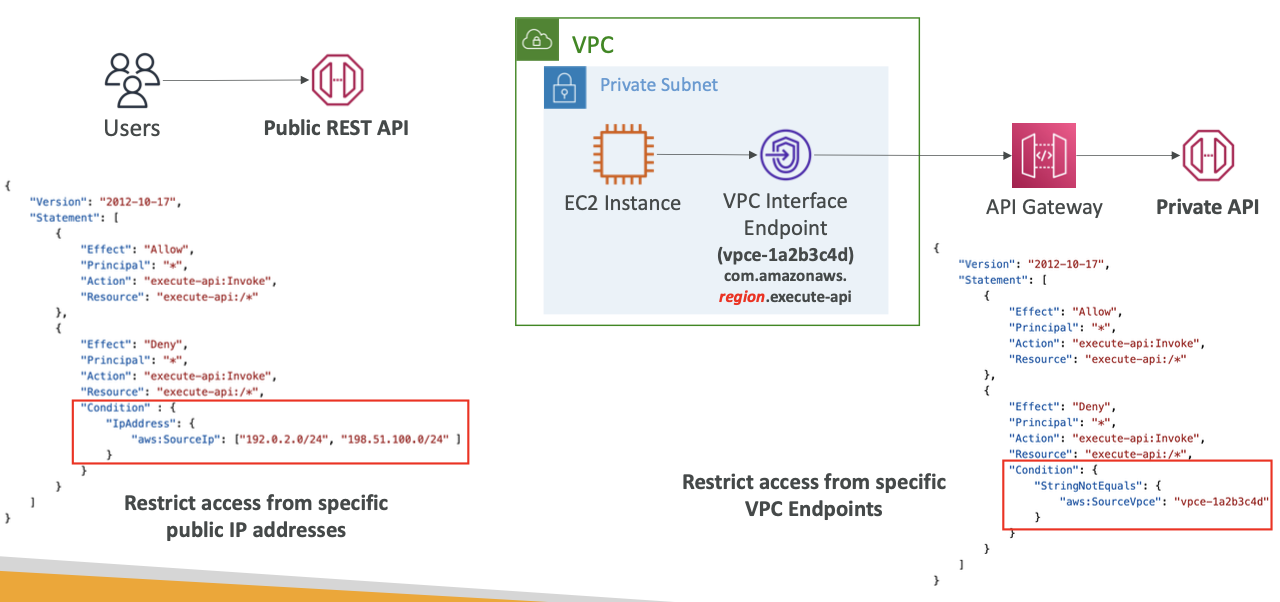 Users
Public REST API
{
"Version": "2012-10-17",
"Statement": [
{
"Effect": "Allow",
"Principal": "*",
"Action": "execute-api:Invoke",
"Resource": "execute-api:/*"
},
{
"Effect": "Deny",
"Principal": "*",
"Action": "execute-api:Invoke",
"Resource": "execute-api:/*",
"Condition" : {
"IpAddress": {
"aws:SourceIp": ["192.0.2.0/24", "198.51.100.0/24" ]
}
}
}
]
}
Restrict access from specific
public IP addresses
VPC
Private Subnet
EC2 Instance
VPC Interface
Endpoint
(vpce-1a2b3c4d)
com.amazonaws.
region.execute-api
</>
API Gateway
Private API
{
"Version": "2012-10-17",
"Statement": [
{
"Effect": "Allow",
"Principal": "*",
"Action": "execute-api:Invoke",
"Resource": "execute-api:/*"
},
{
"Effect": "Deny",
"Principal": "*",
"Action": "execute-api:Invoke",
"Resource": "execute-api:/*",
"Condition": {
"StringNotEquals": {
"aws:SourceVpce": "vpce-1a2b3c4d"
}
}
}
]
}
Restrict access from specific
VPC Endpoints